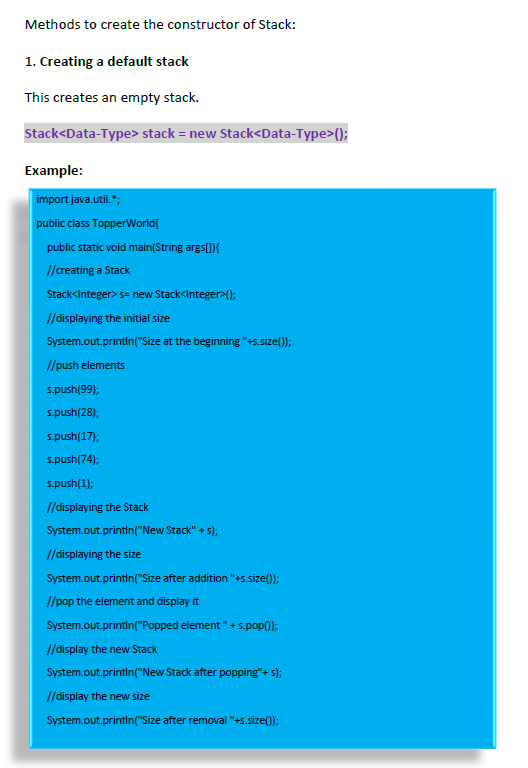 Methods to create the constructor of Stack:
1. Creating a default stack
This creates an empty stack.
Stack<Data-Type> stack = new Stack<Data-Type>();
Example:
import java.util.*;
public class TopperWorld{
public static void main(String args[]){
//creating a Stack
Stack<Integer> s= new Stack<Integer>();
//displaying the initial size
System.out.println("Size at the beginning "+s.size());
//push elements
s.push(99);
s.push(28);
s.push(17);
s.push(74);
s.push(1);
//displaying the Stack
System.out.println("New Stack" + s);
//displaying the size
System.out.println("Size after addition "+s.size());
//pop the element and display it
System.out.println("Popped element " + s.pop());
//display the new Stack
System.out.println("New Stack after popping"+ s);
//display the new size
System.out.println("Size after removal "+s.size());